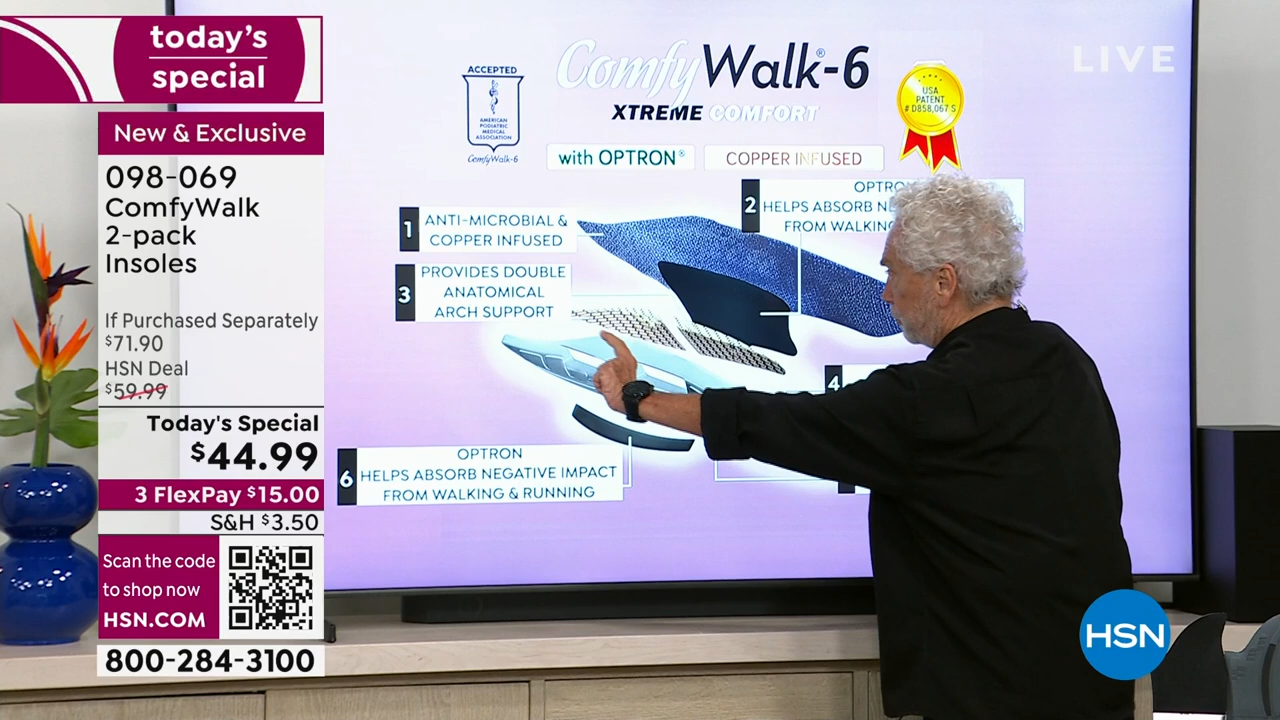 today's
special
New & Exclusive
098-069
ComfyWalk
2-pack
Insoles
If Purchased Separately
$71.90
HSN Deal
$59.99
Today's Special
$44.99
3 FlexPay $15.00
S&H $3.50
Scan the code
to shop now
HSN.COM
800-284-3100
LIVE
ComfyWalk®-6
XTREME COMFORT
ACCEPTED
AMERICAN
PODIATRIC
MEDICAL
ASSOCIATION
ComfyWalk-6
with OPTRON®
COPPER INFUSED
USA
PATENT
# D858,067 S
1
ANTI-MICROBIAL &
COPPER INFUSED
2
HELPS ABSORB
FROM WALKING
3
PROVIDES DOUBLE
ANATOMICAL
ARCH SUPPORT
4
6
OPTRON
HELPS ABSORB NEGATIVE IMPACT
FROM WALKING & RUNNING
HSN